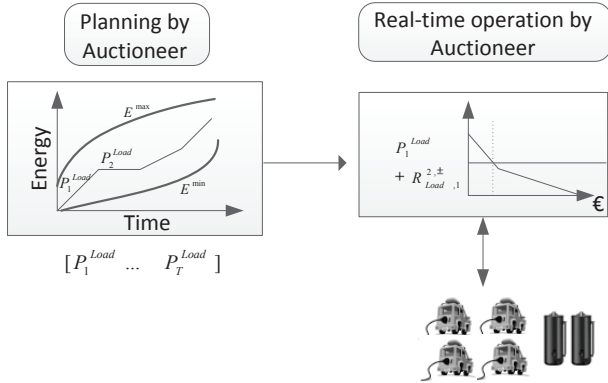 Planning by
Auctioneer
Real-time operation by
Auctioneer
Energy
E^max
P_2^Load
P_1^Load
E^min
Time
P_1^Load
+ R_Load ,1^2,±
€
[ P_1^Load ... P_T^Load ]